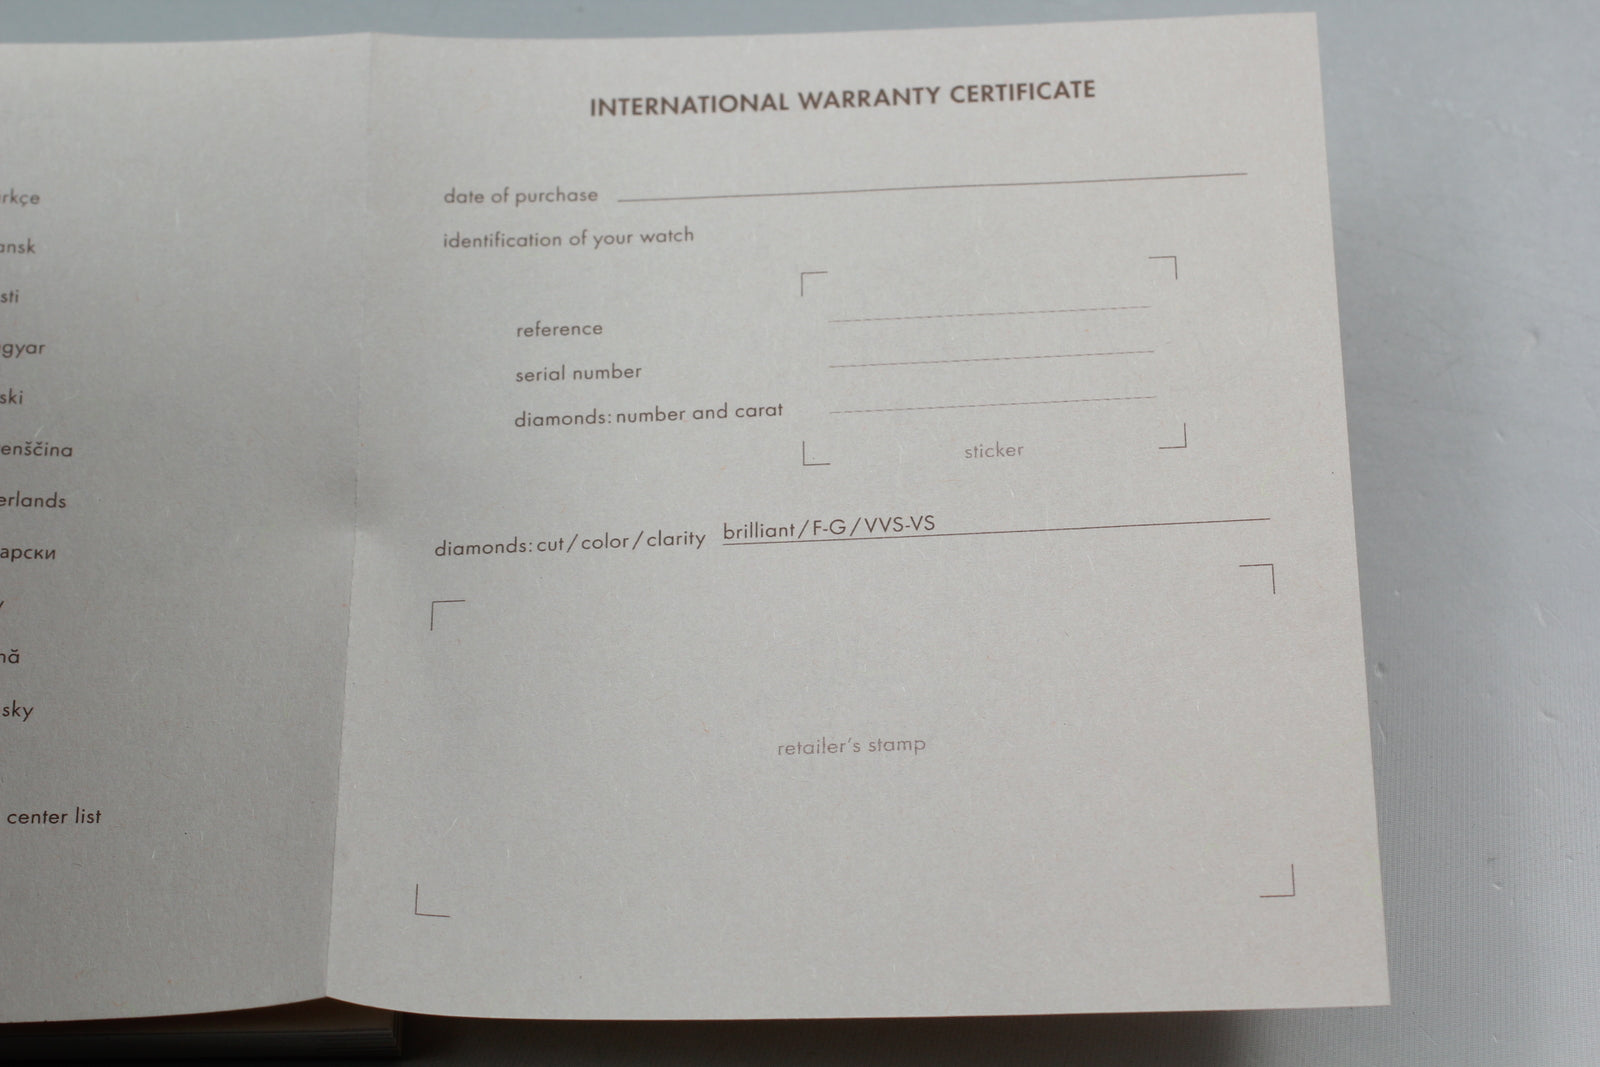 INTERNATIONAL WARRANTY CERTIFICATE
date of purchase
identification of your watch
reference
serial number
diamonds: number and carat
sticker
diamonds: cut / color / clarity brilliant / F-G / VVS-VS
retailer's stamp
rkçe
ansk
sti
gyar
ski
enščina
erlands
арски
nă
sky
center list